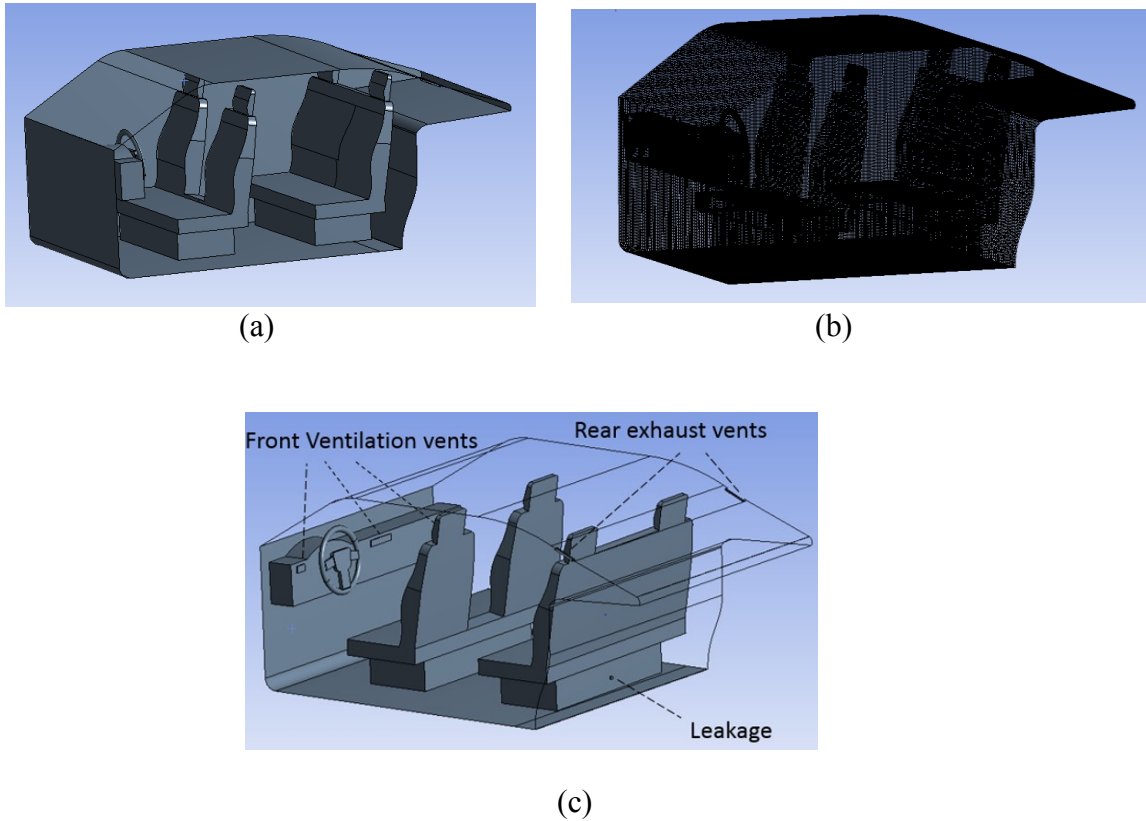 (a)
(b)
Front Ventilation vents
Rear exhaust vents
Leakage
(c)